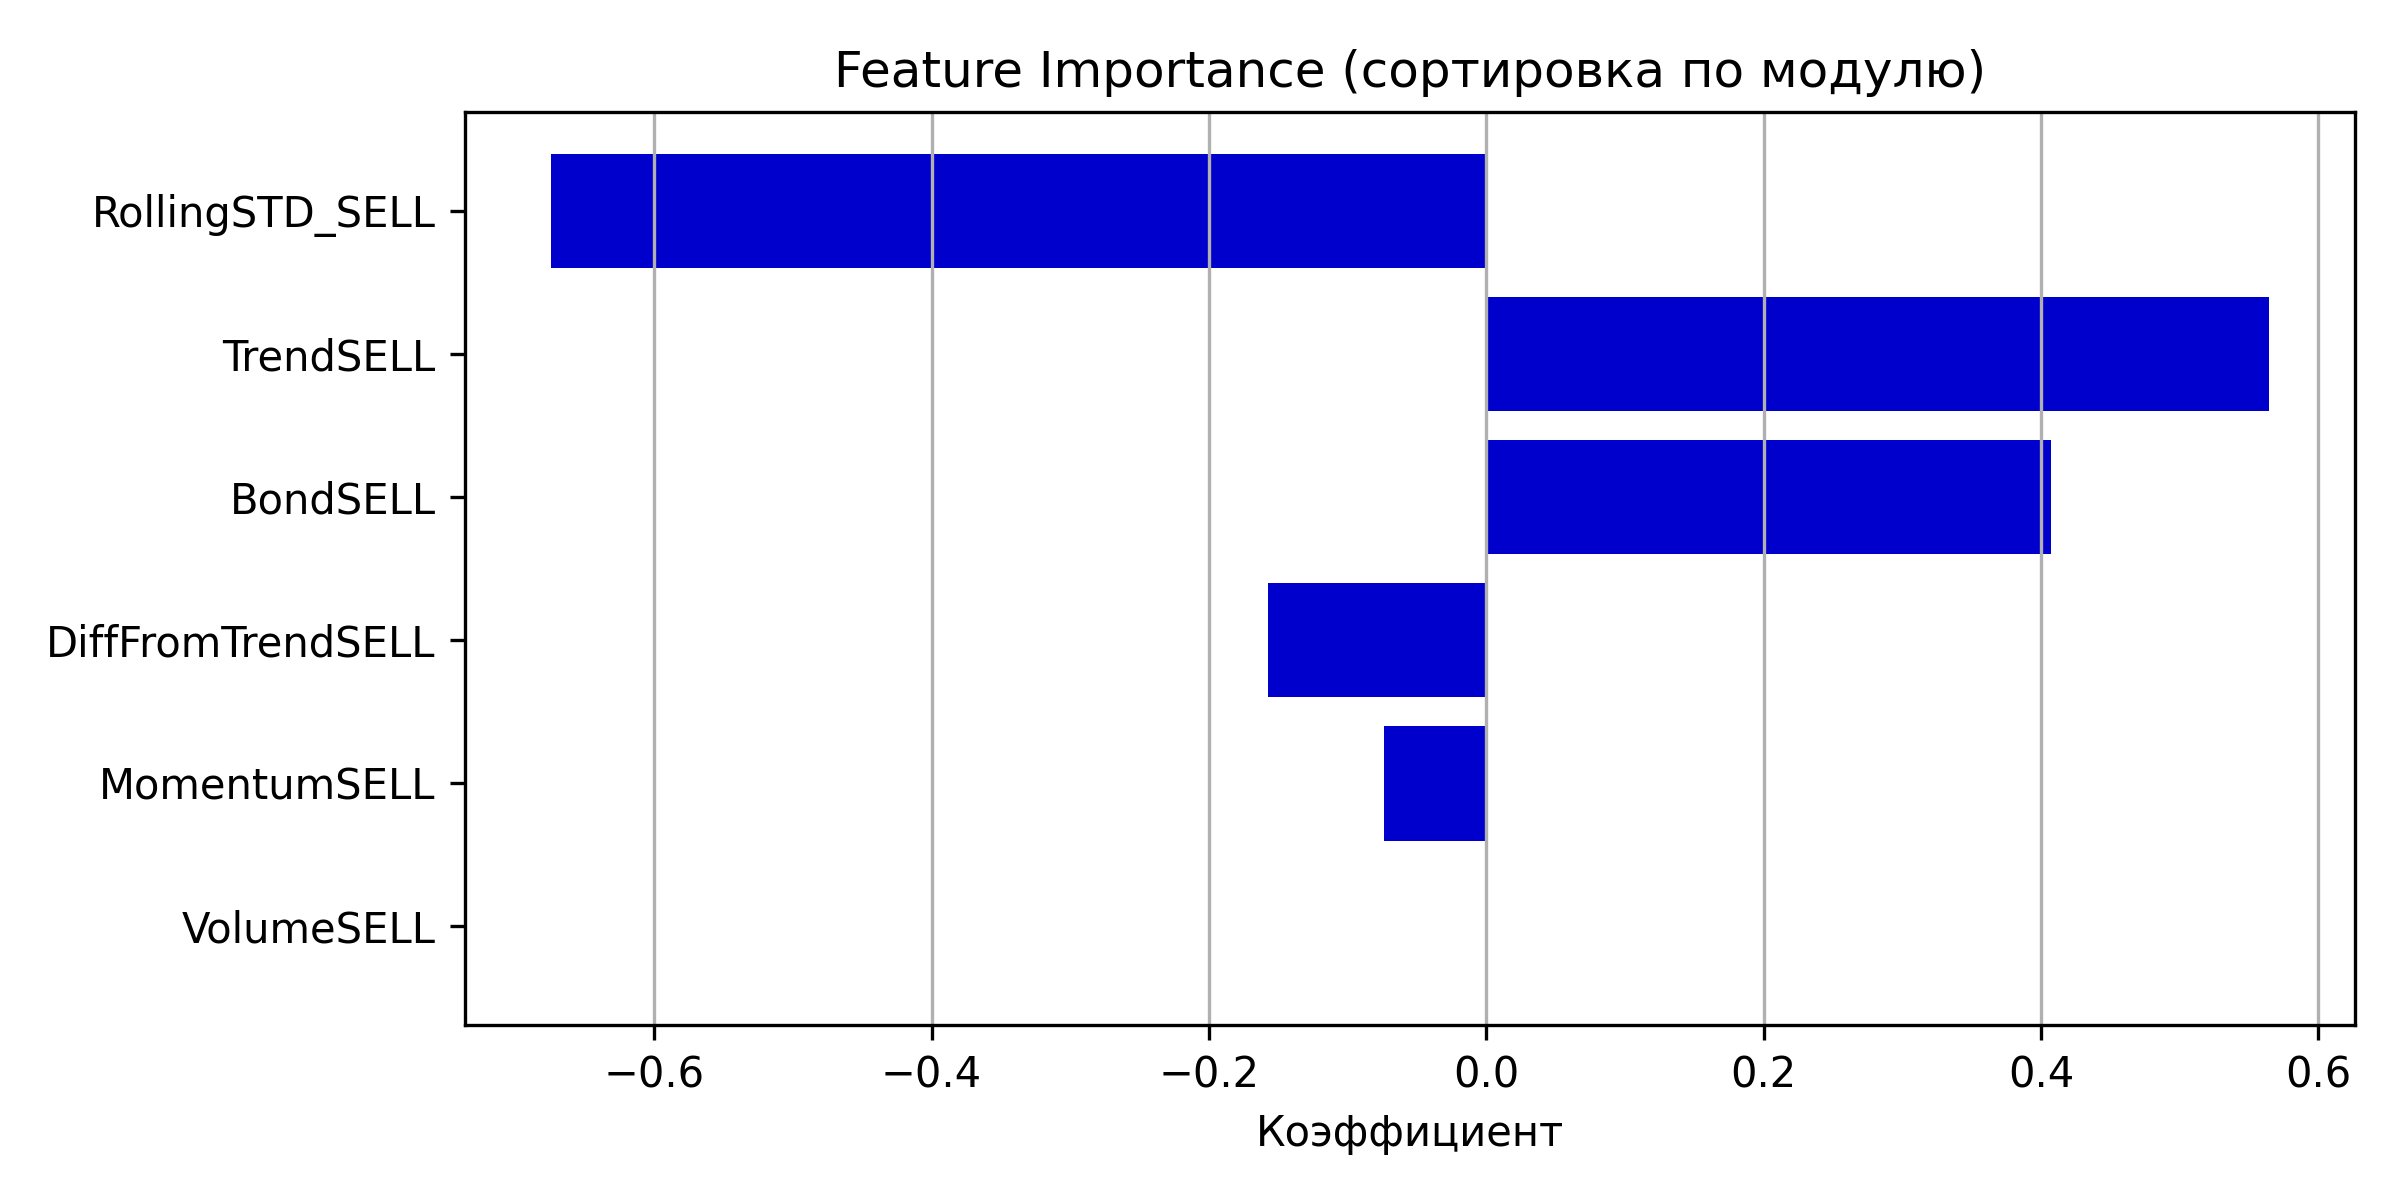 Feature Importance (сортировка по модулю)
RollingSTD_SELL
TrendSELL
BondSELL
DiffFromTrendSELL
MomentumSELL
VolumeSELL
−0.6 −0.4 −0.2 0.0 0.2 0.4 0.6
Коэффициент